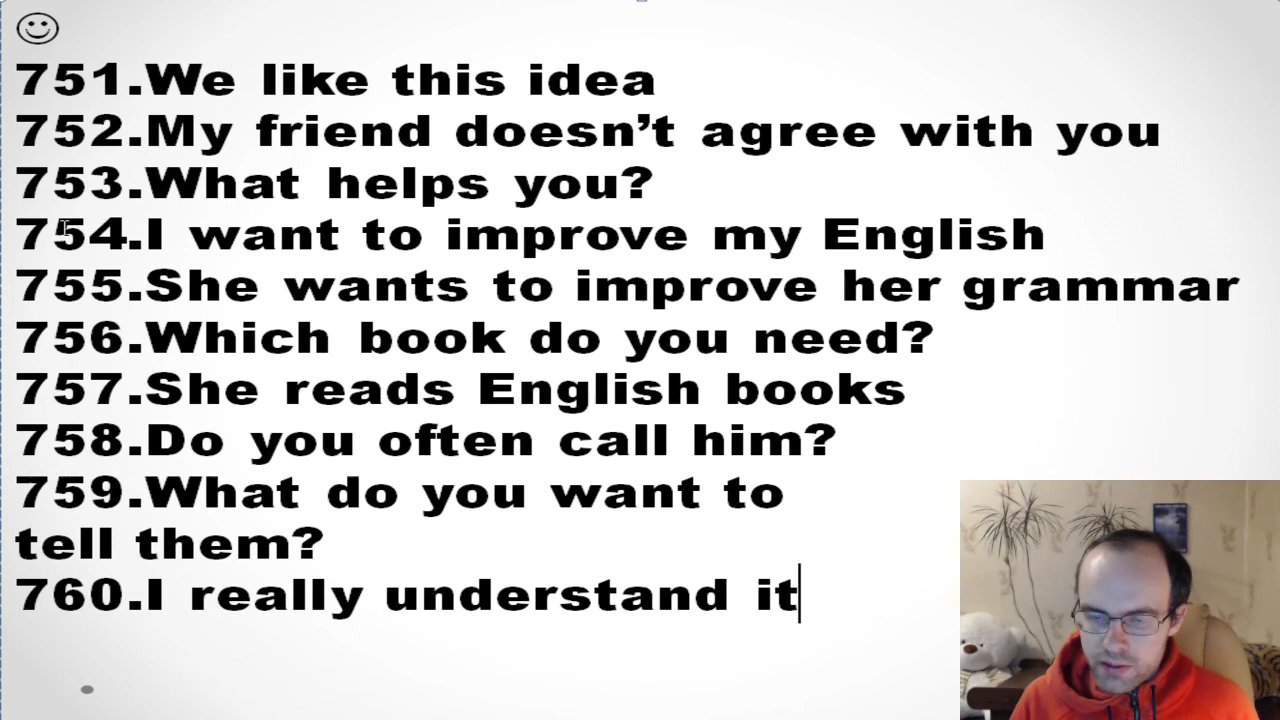 751.We like this idea
752.My friend doesn’t agree with you
753.What helps you?
754.I want to improve my English
755.She wants to improve her grammar
756.Which book do you need?
757.She reads English books
758.Do you often call him?
759.What do you want to
tell them?
760.I really understand it